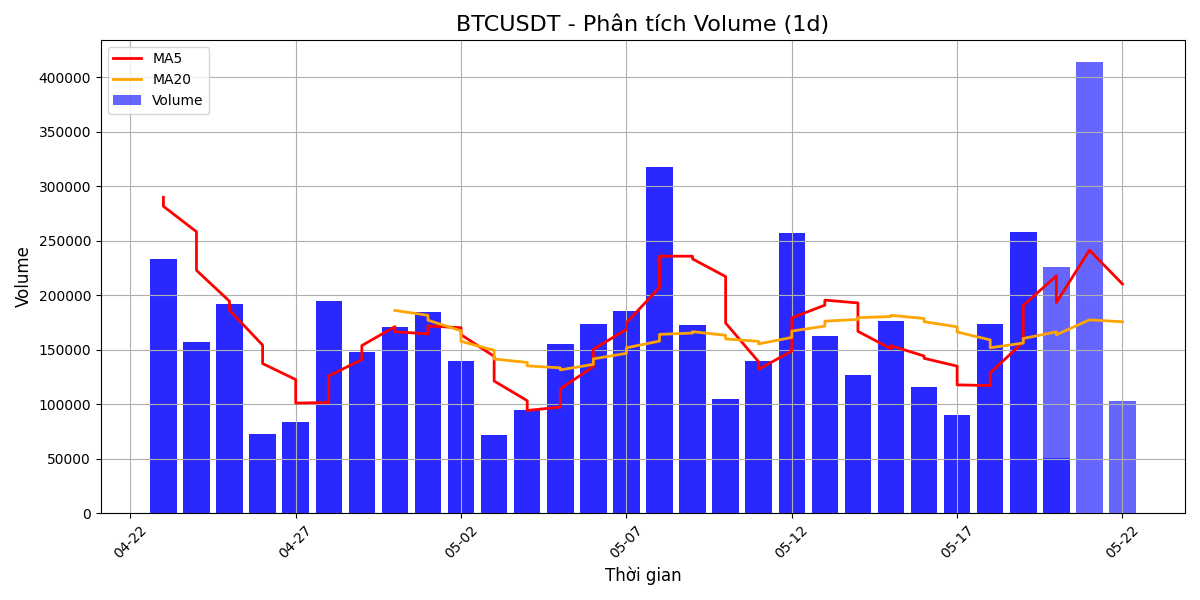 BTCUSDT - Phân tích Volume (1d)
MA5
MA20
Volume
Volume
400000
350000
300000
250000
200000
150000
100000
50000
0
04-22
04-27
05-02
05-07
05-12
05-17
05-22
Thời gian